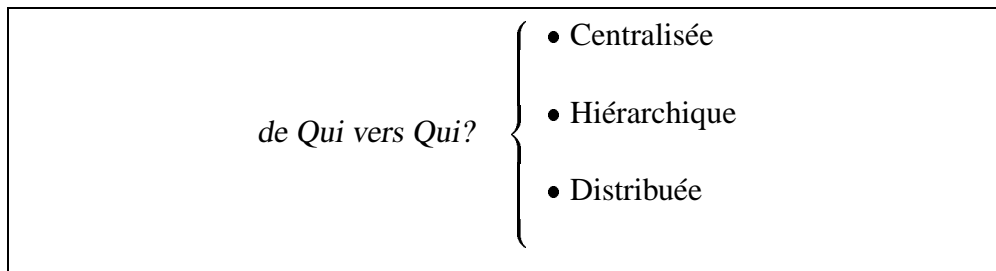 • Centralisée
• Hiérarchique
de Qui vers Qui?
• Distribuée